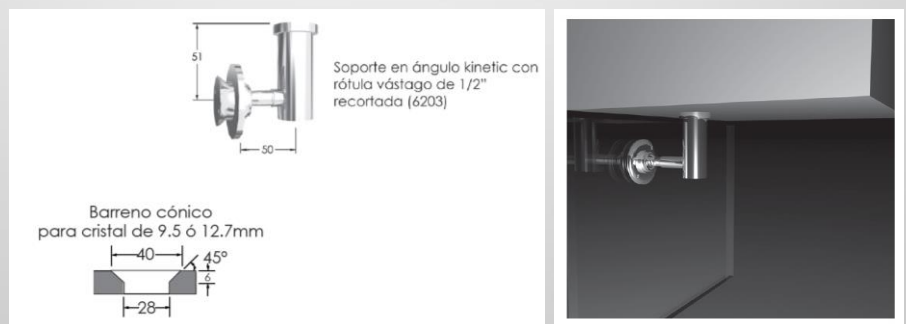 51
Soporte en ángulo kinetic con
rótula vástago de 1/2"
recortada (6203)
50
Barreno cónico
para cristal de 9.5 ó 12.7mm
40
45°
6
28